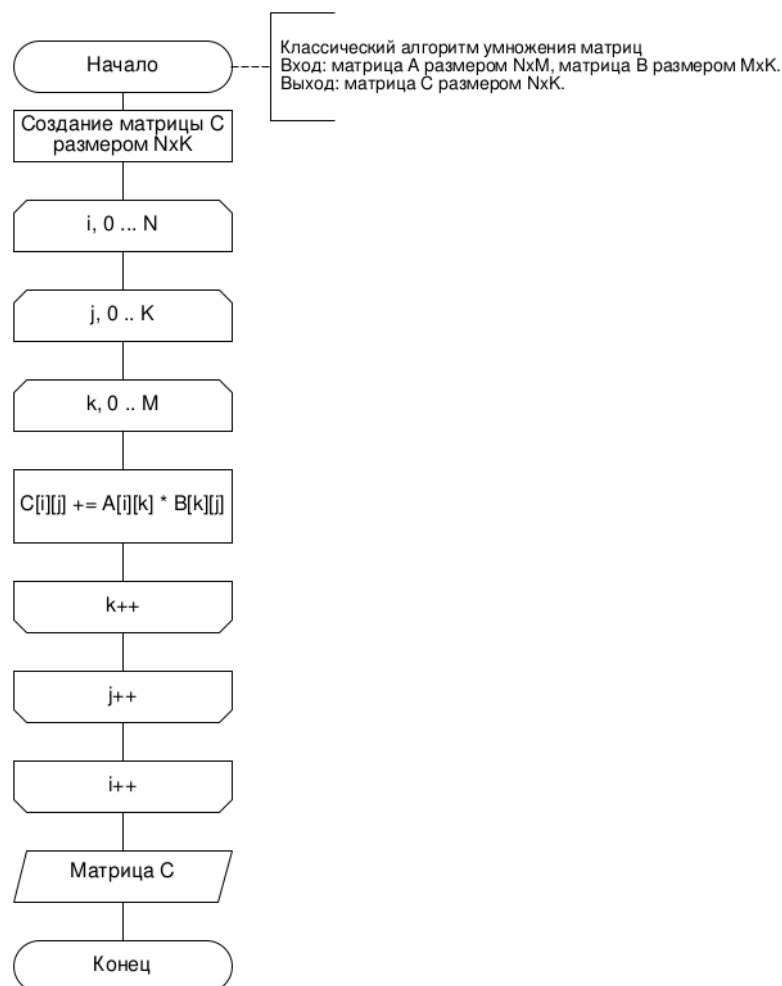 Начало
Классический алгоритм умножения матриц
Вход: матрица A размером NxM, матрица B размером MxK.
Выход: матрица C размером NxK.
Создание матрицы C
размером NxK
i, 0 ... N
j, 0 .. K
k, 0 .. M
C[i][j] += A[i][k] * B[k][j]
k++
j++
i++
Матрица C
Конец